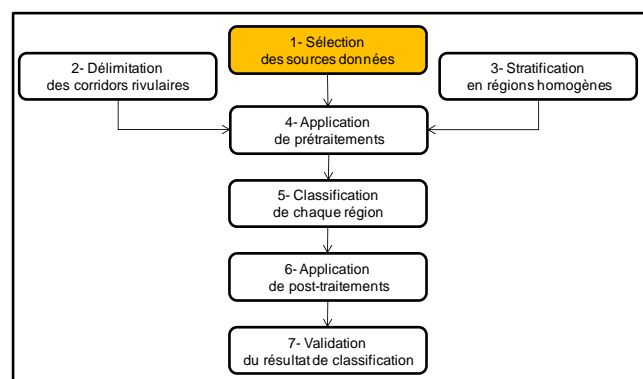 1- Sélection
des sources données
2- Délimitation
des corridors rivulaires
3- Stratification
en régions homogènes
4- Application
de prétraitements
5- Classification
de chaque région
6- Application
de post-traitements
7- Validation
du résultat de classification